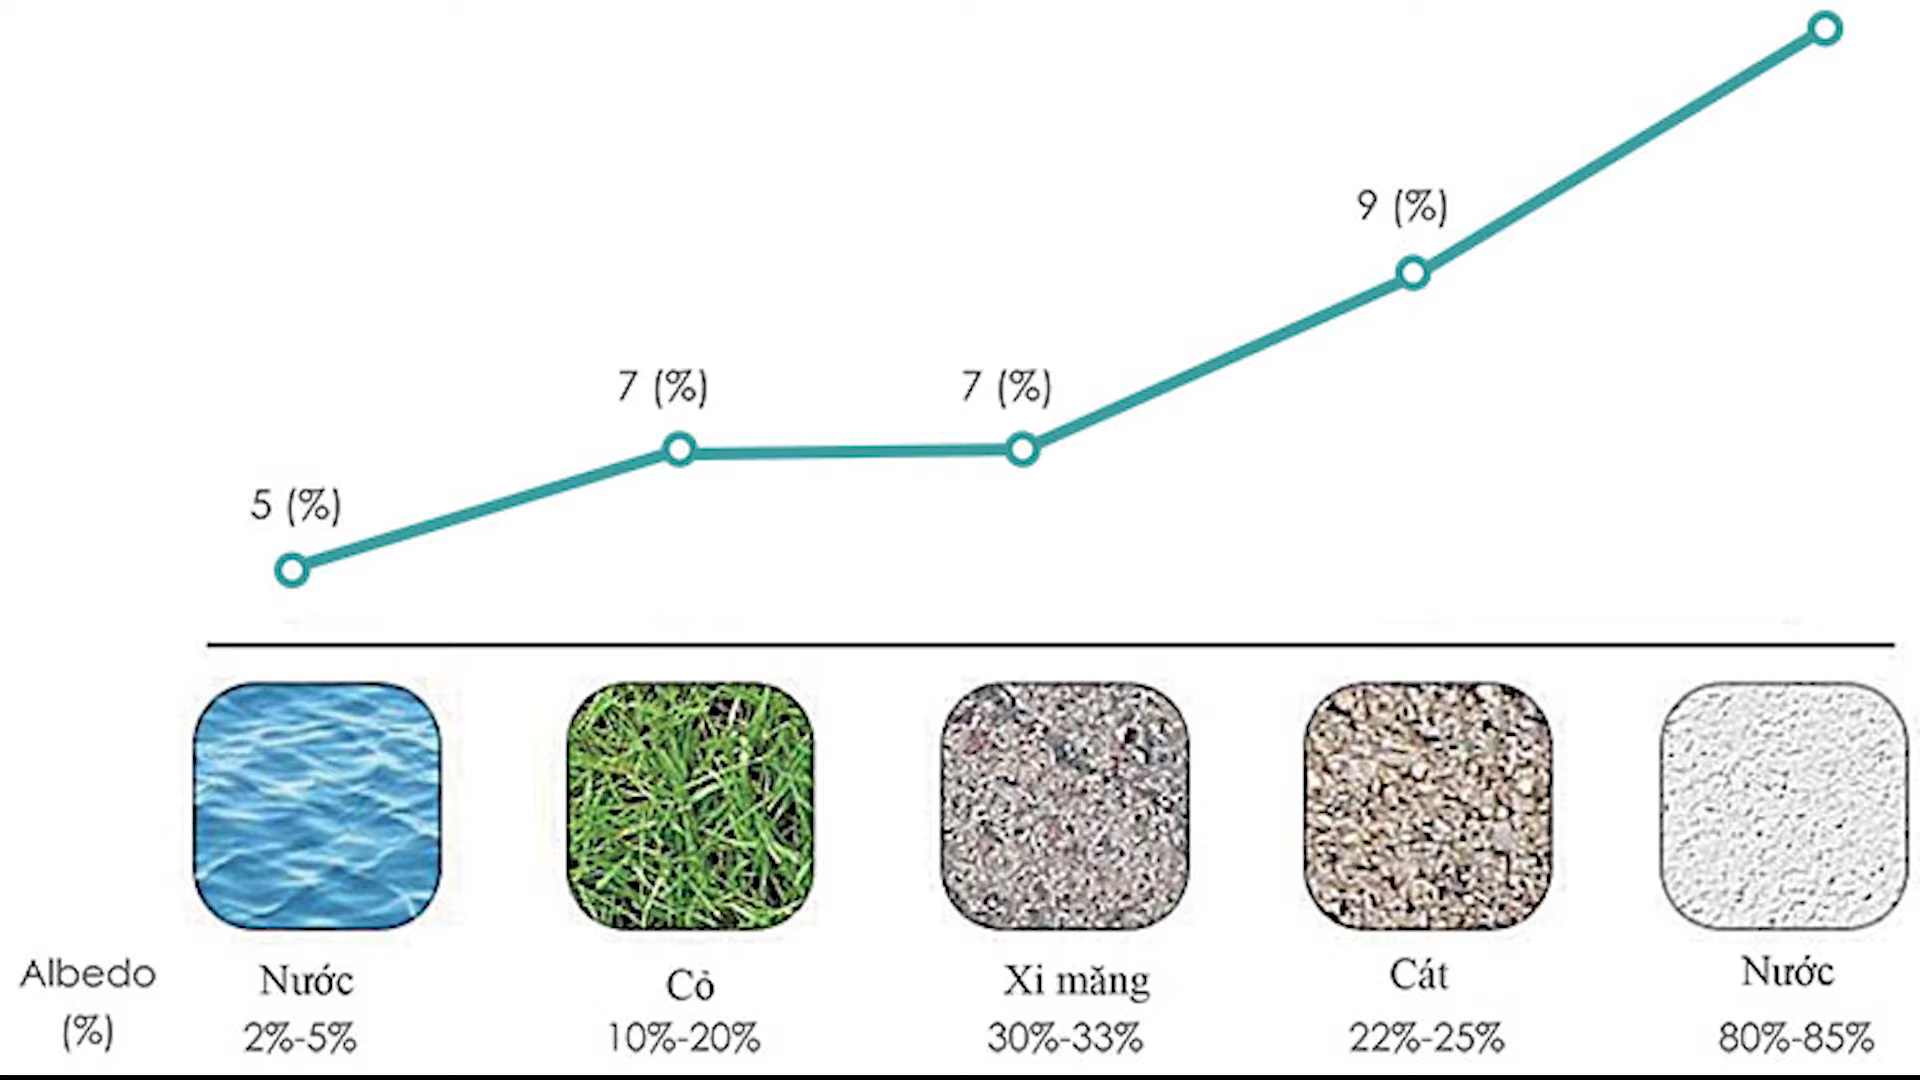 9 (%)
7 (%)
7 (%)
5 (%)
Albedo
(%)
Nước
2%-5%
Cỏ
10%-20%
Xi măng
30%-33%
Cát
22%-25%
Nước
80%-85%